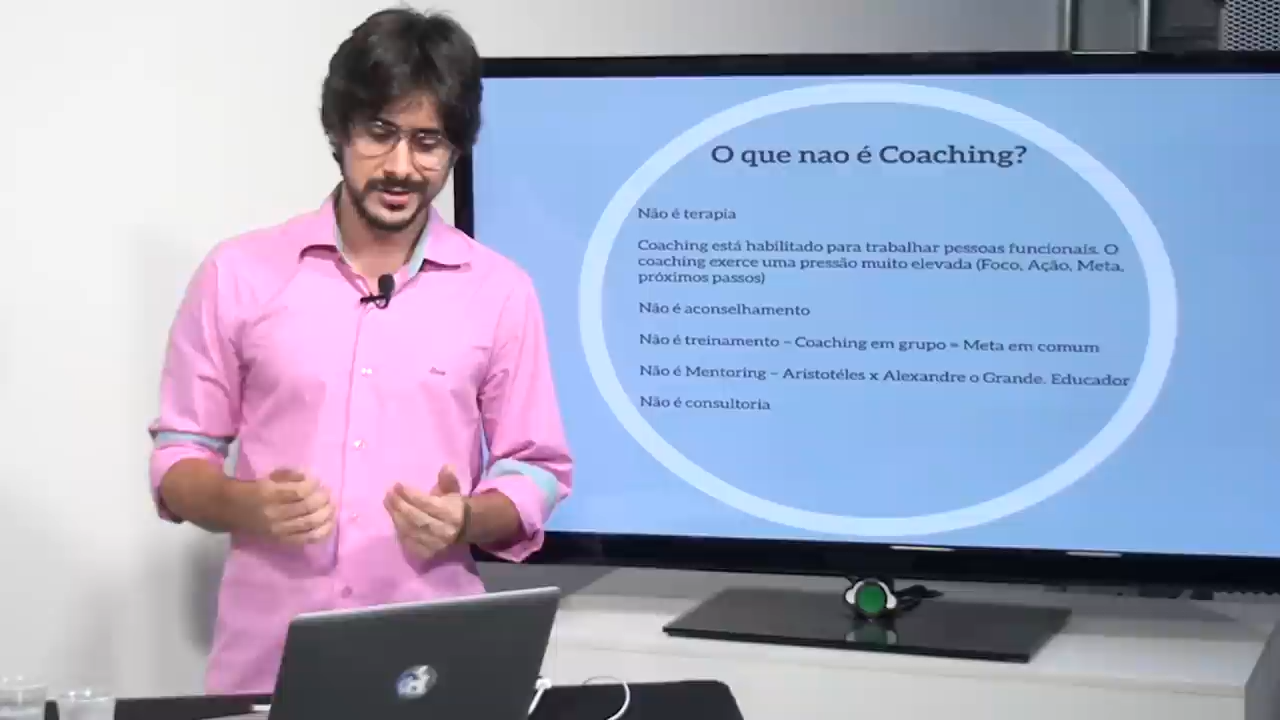 O que nao é Coaching?
Não é terapia
Coaching está habilitado para trabalhar pessoas funcionais. O
coaching exerce uma pressão muito elevada (Foco, Ação, Meta,
próximos passos)
Não é aconselhamento
Não é treinamento – Coaching em grupo = Meta em comum
Não é Mentoring – Aristotéles x Alexandre o Grande. Educador
Não é consultoria